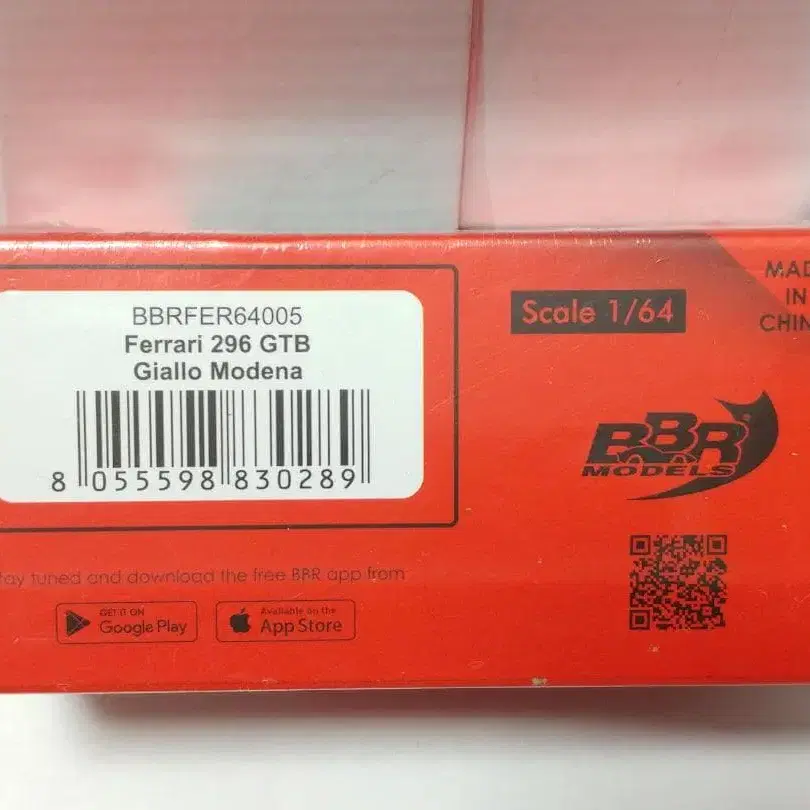 BBRFER64005
Ferrari 296 GTB
Giallo Modena
8 055598 830289
Scale 1/64
MAD
IN
CHIN
BBR
MODELS
tay tuned and download the free BBR app from
GET IT ON
Google Play
Available on the
App Store